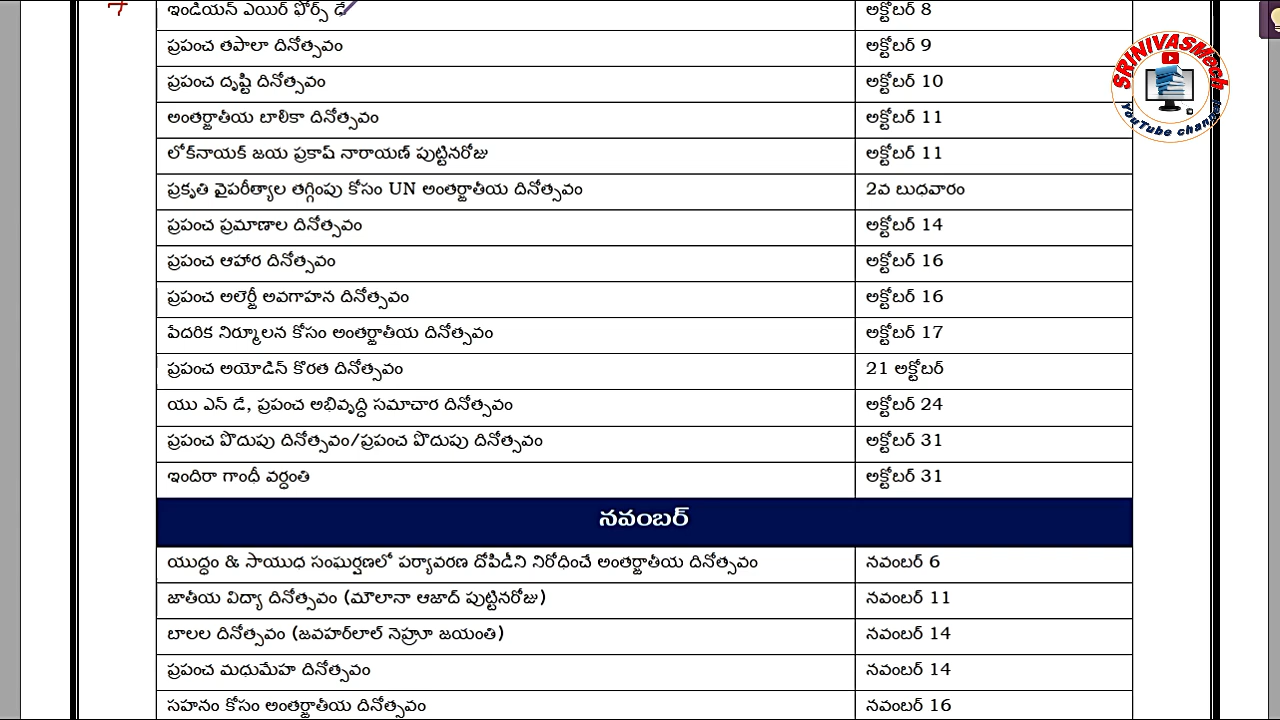 ఇండియన్ ఎయిర్ ఫోర్స్ డే అక్టోబర్ 8
ప్రపంచ తపాలా దినోత్సవం అక్టోబర్ 9
ప్రపంచ దృష్టి దినోత్సవం అక్టోబర్ 10
అంతర్జాతీయ బాలికా దినోత్సవం అక్టోబర్ 11
లోక్‌నాయక్ జయ ప్రకాష్ నారాయణ్ పుట్టినరోజు అక్టోబర్ 11
ప్రకృతి వైపరీత్యాల తగ్గింపు కోసం UN అంతర్జాతీయ దినోత్సవం 2వ బుధవారం
ప్రపంచ ప్రమాణాల దినోత్సవం అక్టోబర్ 14
ప్రపంచ ఆహార దినోత్సవం అక్టోబర్ 16
ప్రపంచ అలెర్జీ అవగాహన దినోత్సవం అక్టోబర్ 16
పేదరిక నిర్మూలన కోసం అంతర్జాతీయ దినోత్సవం అక్టోబర్ 17
ప్రపంచ అయోడిన్ కొరత దినోత్సవం 21 అక్టోబర్
యు ఎన్ డే, ప్రపంచ అభివృద్ధి సమాచార దినోత్సవం అక్టోబర్ 24
ప్రపంచ పొదుపు దినోత్సవం/ప్రపంచ పొదుపు దినోత్సవం అక్టోబర్ 31
ఇందిరా గాంధీ వర్ధంతి అక్టోబర్ 31
నవంబర్
యుద్ధం & సాయుధ సంఘర్షణలో పర్యావరణ దోపిడీని నిరోధించే అంతర్జాతీయ దినోత్సవం నవంబర్ 6
జాతీయ విద్యా దినోత్సవం (మౌలానా ఆజాద్ పుట్టినరోజు) నవంబర్ 11
బాలల దినోత్సవం (జవహర్‌లాల్ నెహ్రూ జయంతి) నవంబర్ 14
ప్రపంచ మధుమేహ దినోత్సవం నవంబర్ 14
సహనం కోసం అంతర్జాతీయ దినోత్సవం నవంబర్ 16
SRINIVASMech
YouTube channel